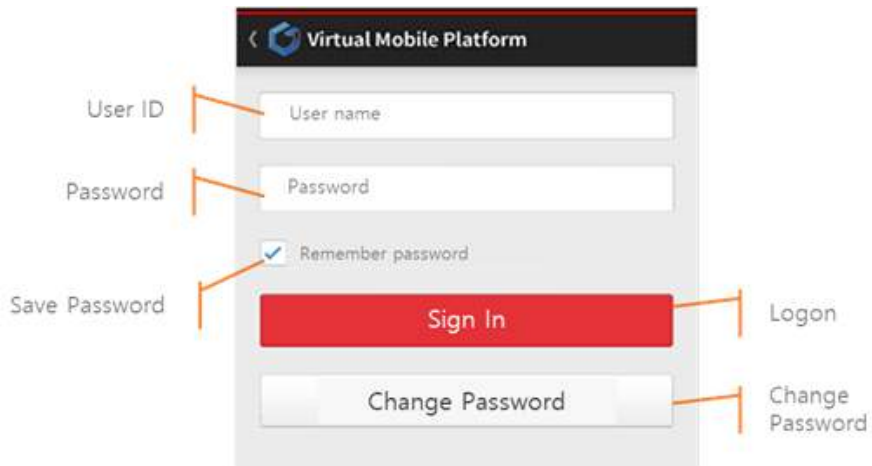 Virtual Mobile Platform
User ID
User name
Password
Password
Remember password
Save Password
Sign In
Logon
Change Password
Change
Password